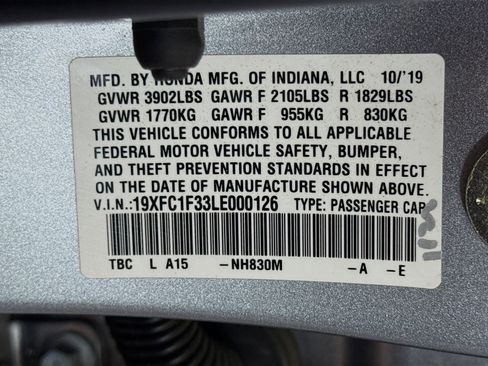 MFD. BY HONDA MFG. OF INDIANA, LLC 10/'19
GVWR 3902LBS GAWR F 2105LBS R 1829LBS
GVWR 1770KG GAWR F 955KG R 830KG
THIS VEHICLE CONFORMS TO ALL APPLICABLE
FEDERAL MOTOR VEHICLE SAFETY, BUMPER,
AND THEFT PREVENTION STANDARDS IN EFFECT
ON THE DATE OF MANUFACTURE SHOWN ABOVE.
V.I.N.:19XFC1F33LE000126 TYPE: PASSENGER CAR
TBC L A15 -NH830M -A -E